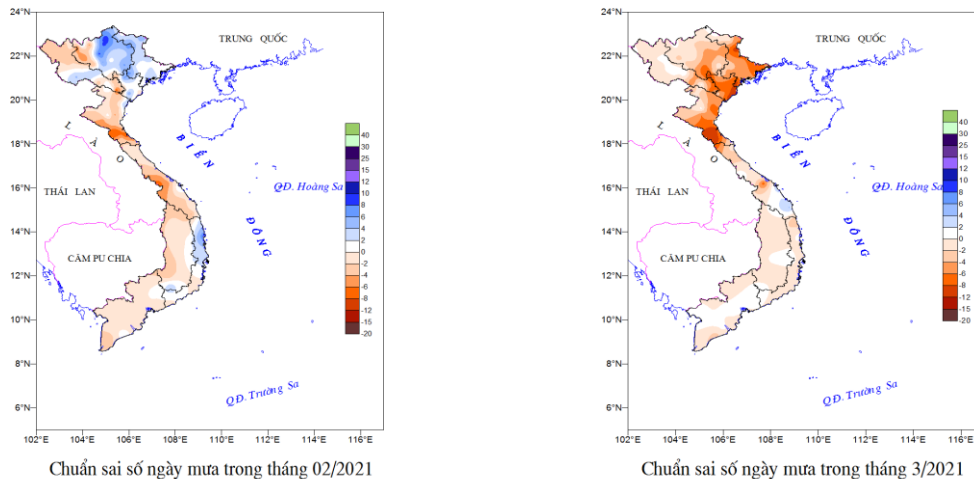 24°N
22°N
20°N
18°N
16°N
14°N
12°N
10°N
8°N
6°N
102°E 104°E 106°E 108°E 110°E 112°E 114°E 116°E
TRUNG QUỐC
LÀO
BIỂN
THÁI LAN
QĐ. Hoàng Sa
ĐÔNG
CĂM PU CHIA
QĐ. Trường Sa
40
30
25
15
12
10
8
6
4
2
0
-2
-4
-6
-8
-12
-15
-20
Chuẩn sai số ngày mưa trong tháng 02/2021
24°N
22°N
20°N
18°N
16°N
14°N
12°N
10°N
8°N
6°N
102°E 104°E 106°E 108°E 110°E 112°E 114°E 116°E
TRUNG QUỐC
LÀO
BIỂN
THÁI LAN
QĐ. Hoàng Sa
ĐÔNG
CĂM PU CHIA
QĐ. Trường Sa
40
30
25
15
12
10
8
6
4
2
0
-2
-4
-6
-8
-12
-15
-20
Chuẩn sai số ngày mưa trong tháng 3/2021